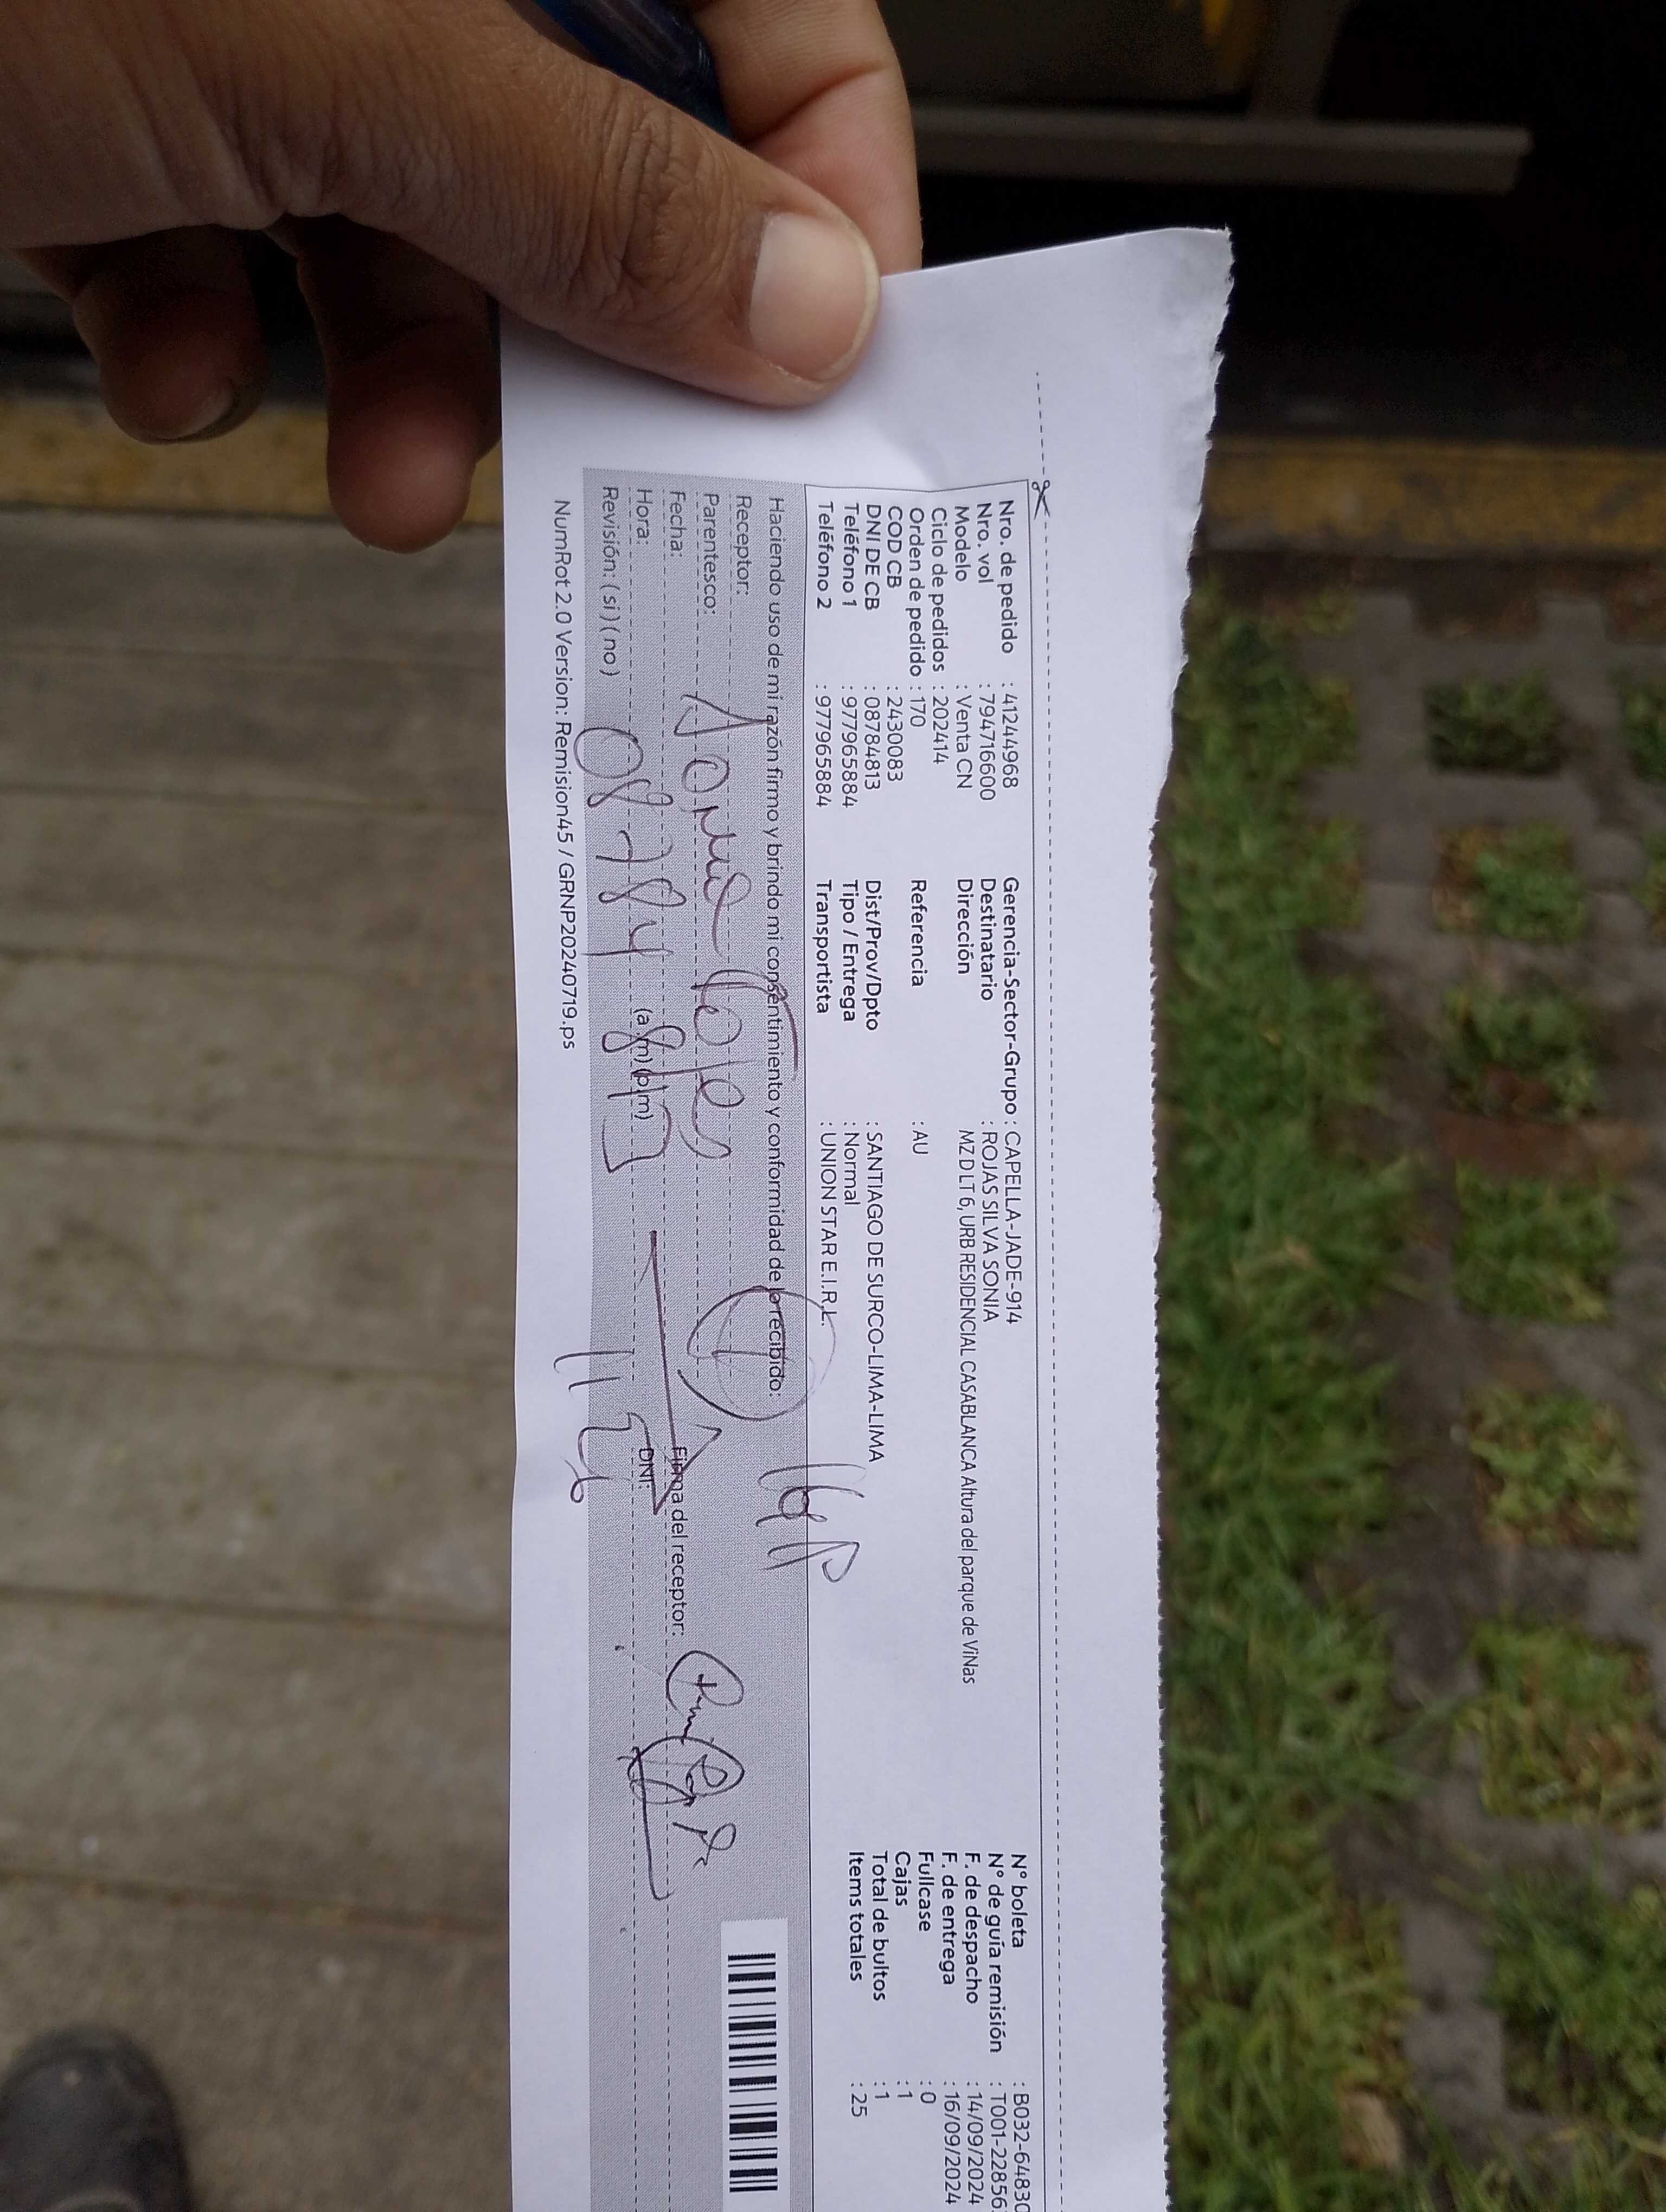 Nro. de pedido : 41244968
Nro. vol : 794716600
Modelo : Venta CN
Ciclo de pedidos : 202414
Orden de pedido : 170
COD CB : 2430083
DNI DE CB : 08784813
Teléfono 1 : 977965884
Teléfono 2 : 977965884
Gerencia-Sector-Grupo : CAPELLA-JADE-914
Destinatario : ROJAS SILVA SONIA
Dirección MZ D LT 6, URB RESIDENCIAL CASABLANCA Altura del parque de ViNas
Referencia : AU
Dist/Prov/Dpto : SANTIAGO DE SURCO-LIMA-LIMA
Tipo / Entrega : Normal
Transportista : UNION STAR E.I.R.L.
N° boleta : B032-64830
N° de guía remisión : T001-22856
F. de despacho : 14/09/2024
F. de entrega : 16/09/2024
Fullcase : 0
Cajas : 1
Total de bultos : 1
Items totales : 25
Haciendo uso de mi razón firmo y brindo mi consentimiento y conformidad de lo recibido:
Receptor:
Parentesco: Sonia Rojas
Fecha:
Hora: (a.m) (p.m)
Revisión: (si) (no) 08784813
Firma del receptor:
DNI:
NumRot 2.0 Version: Remision45 / GRNP20240719.ps